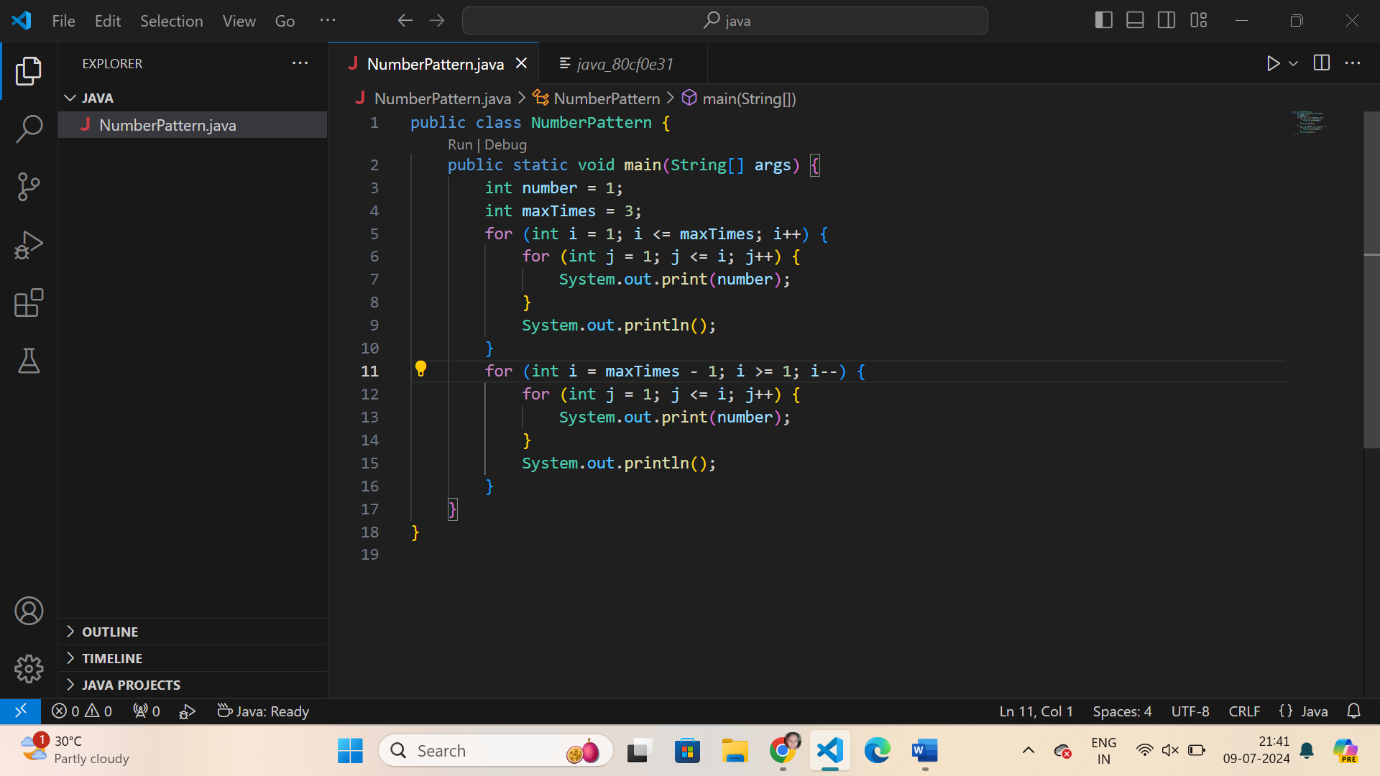 File Edit Selection View Go ···
java
EXPLORER ···
JAVA
NumberPattern.java
OUTLINE
TIMELINE
JAVA PROJECTS
NumberPattern.java
java_80cf0e31
NumberPattern.java > NumberPattern > main(String[])
1 public class NumberPattern {
Run | Debug
2 public static void main(String[] args) {
3 int number = 1;
4 int maxTimes = 3;
5 for (int i = 1; i <= maxTimes; i++) {
6 for (int j = 1; j <= i; j++) {
7 System.out.print(number);
8 }
9 System.out.println();
10 }
11 for (int i = maxTimes - 1; i >= 1; i--) {
12 for (int j = 1; j <= i; j++) {
13 System.out.print(number);
14 }
15 System.out.println();
16 }
17 }
18 }
19
0 0 0 Java: Ready Ln 11, Col 1 Spaces: 4 UTF-8 CRLF {} Java
1
30°C
Partly cloudy
Search
W
PRE
ENG
IN
21:41
09-07-2024